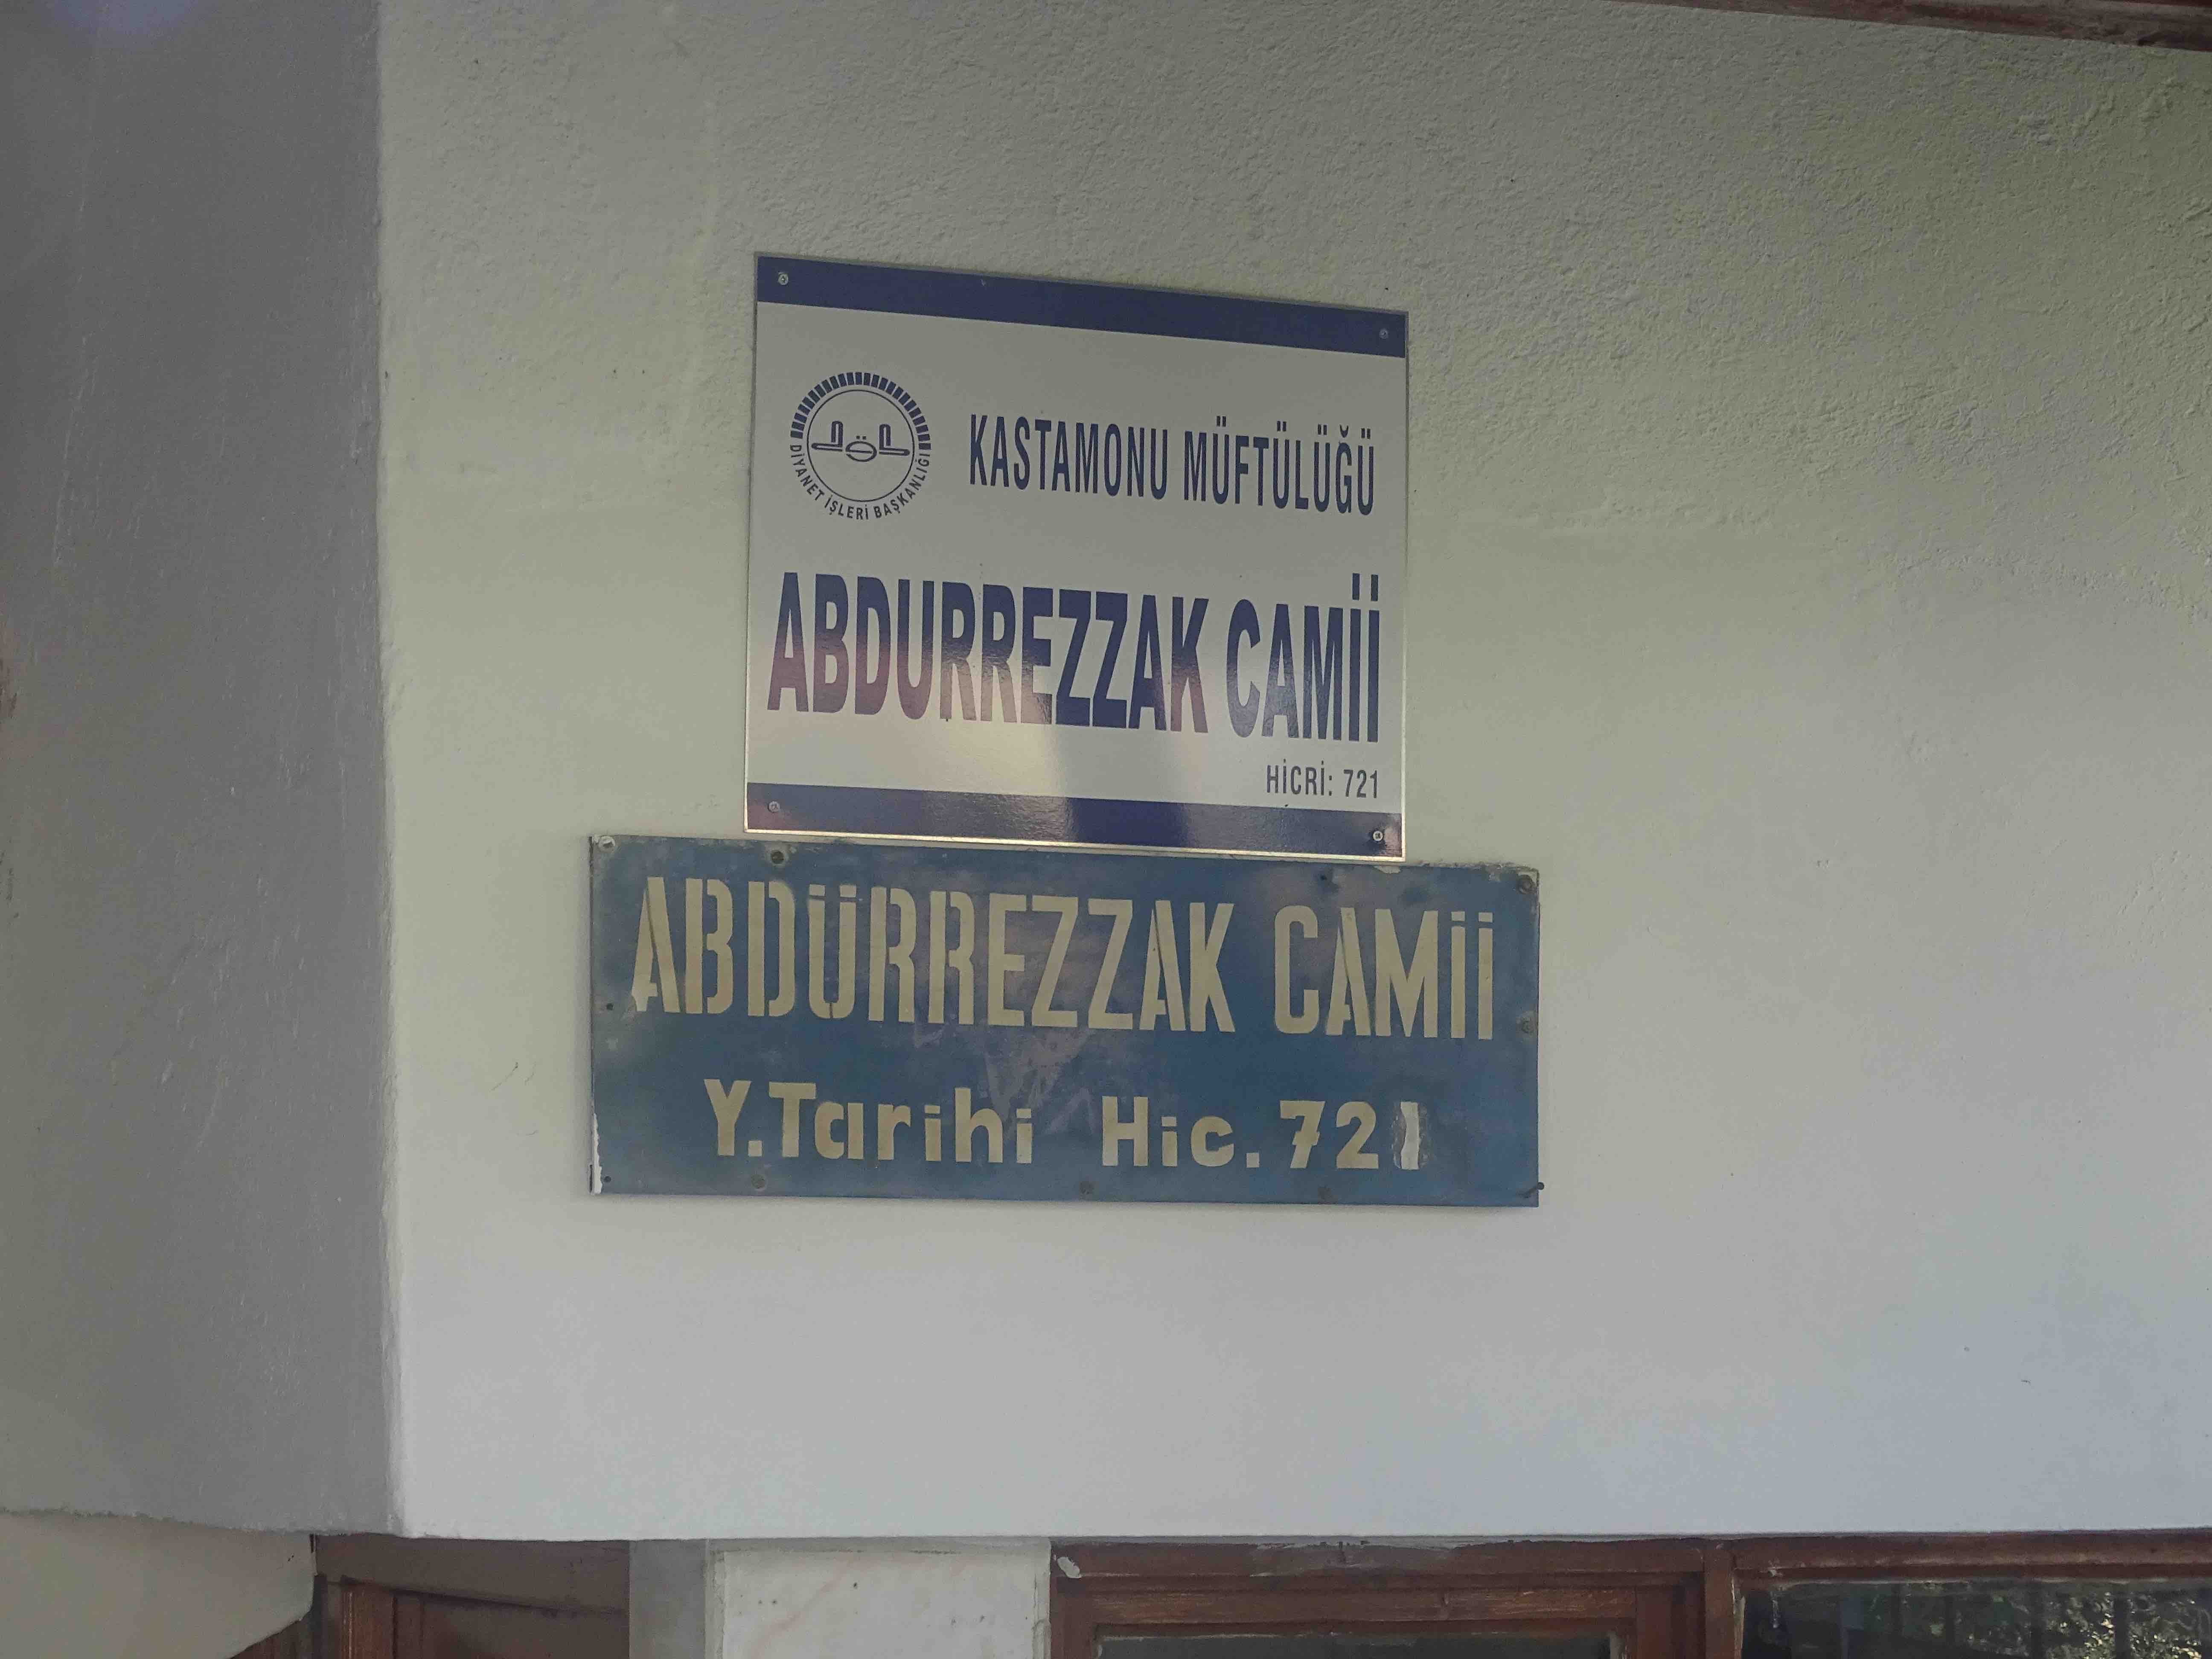 KASTAMONU MÜFTÜLÜĞÜ
DİYANET İŞLERİ BAŞKANLIĞI
ABDURREZZAK CAMİİ
HİCRİ: 721
ABDÜRREZZAK CAMİİ
Y.Tarihi Hic. 721